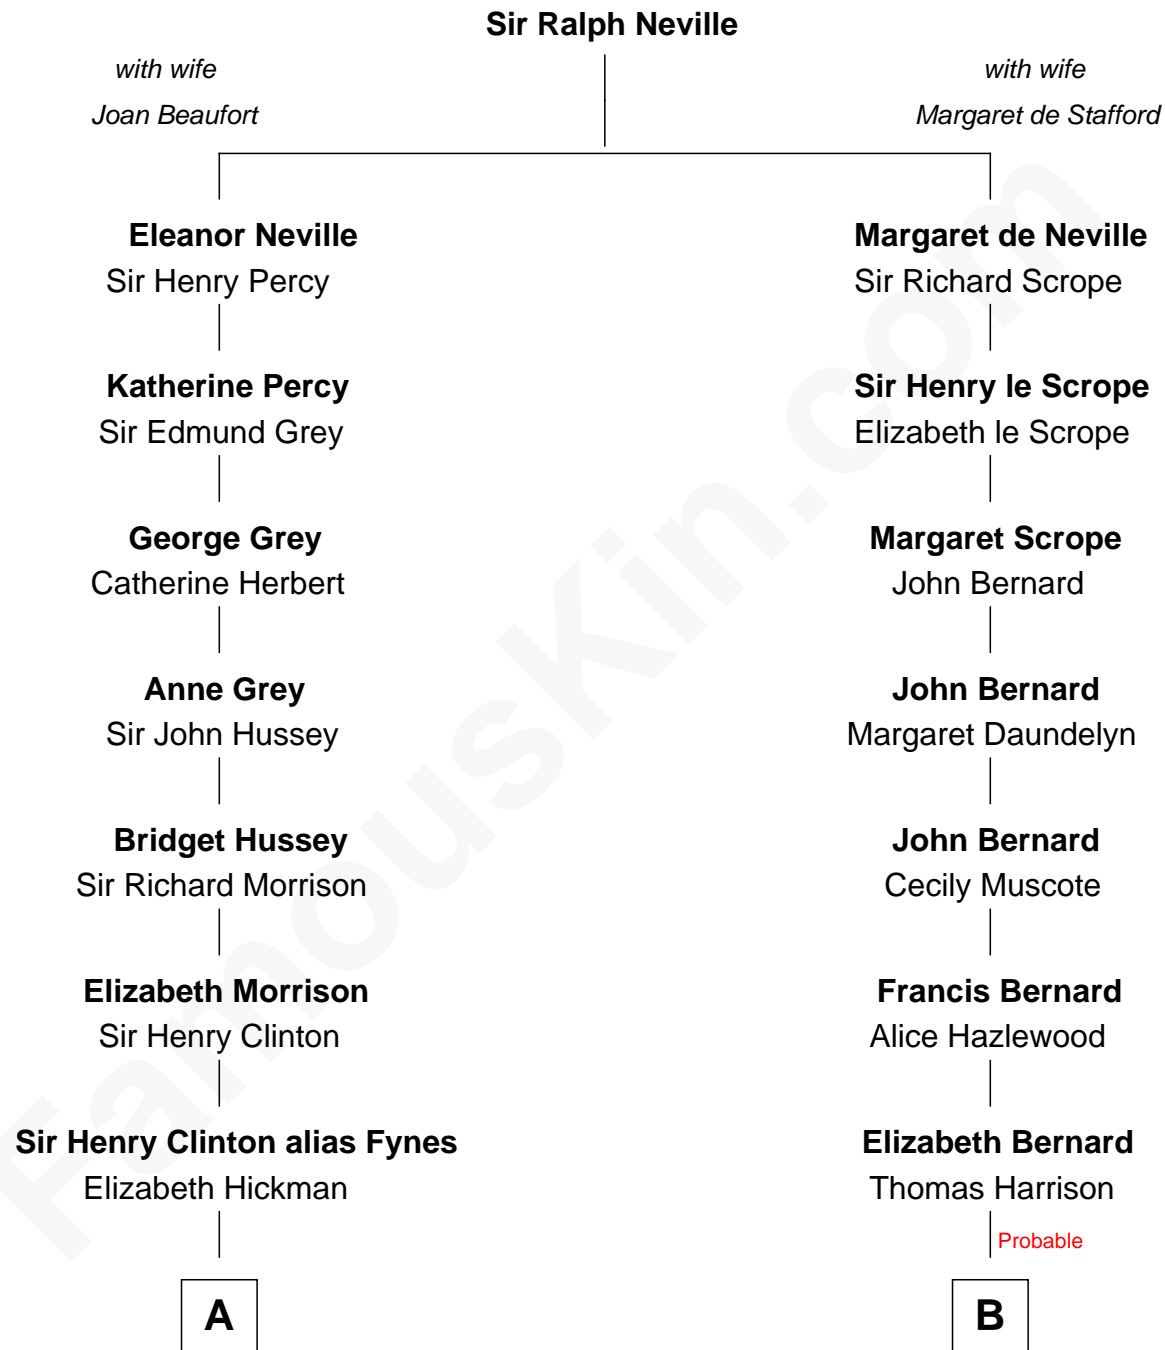 Sir Ralph Neville
with wife
Joan Beaufort
with wife
Margaret de Stafford
Eleanor Neville
Sir Henry Percy
Margaret de Neville
Sir Richard Scrope
Katherine Percy
Sir Edmund Grey
Sir Henry le Scrope
Elizabeth le Scrope
George Grey
Catherine Herbert
Margaret Scrope
John Bernard
Anne Grey
Sir John Hussey
John Bernard
Margaret Daundelyn
Bridget Hussey
Sir Richard Morrison
John Bernard
Cecily Muscote
Elizabeth Morrison
Sir Henry Clinton
Francis Bernard
Alice Hazlewood
Sir Henry Clinton alias Fynes
Elizabeth Hickman
Elizabeth Bernard
Thomas Harrison
Probable
A
B
FamousKin.com